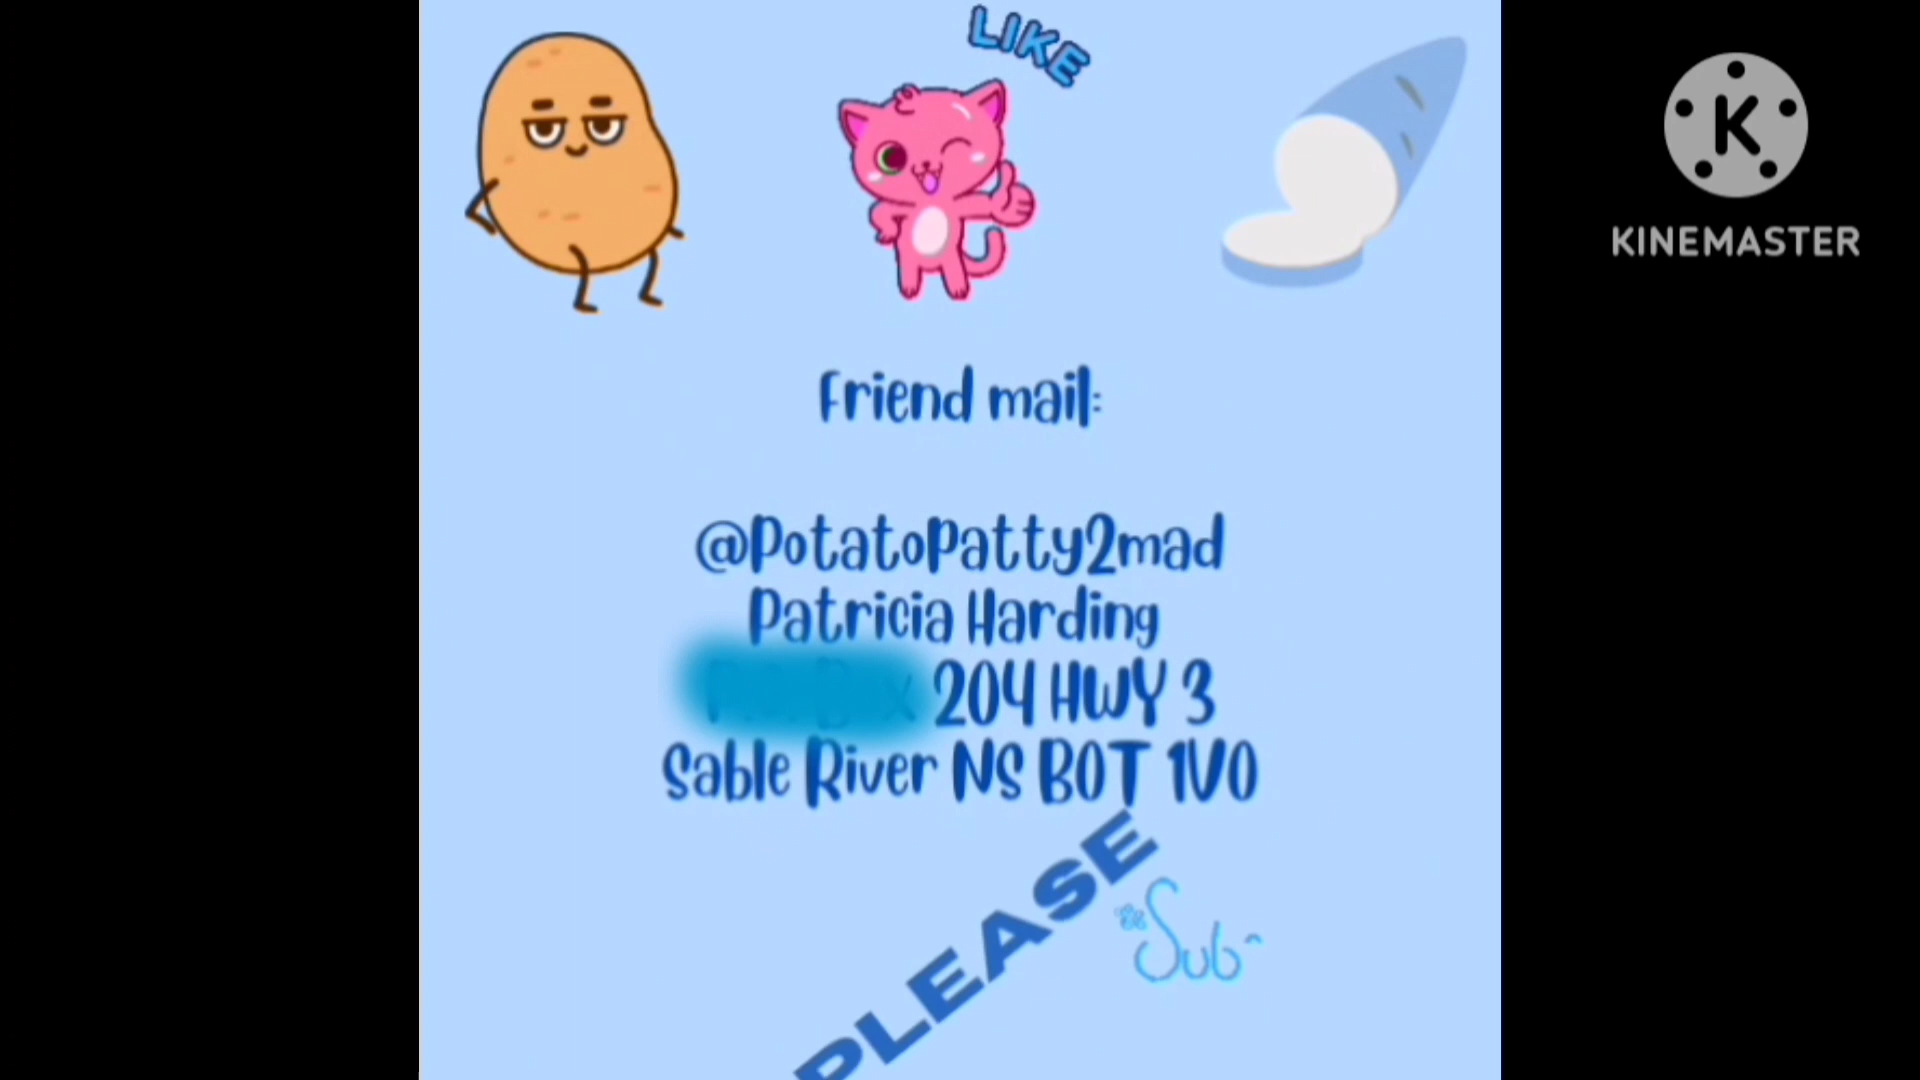 LIKE
K
KINEMASTER
Friend mail:
@PotatoPatty2mad
Patricia Harding
204 HWY 3
Sable River NS B0T 1V0
PLEASE
Sub